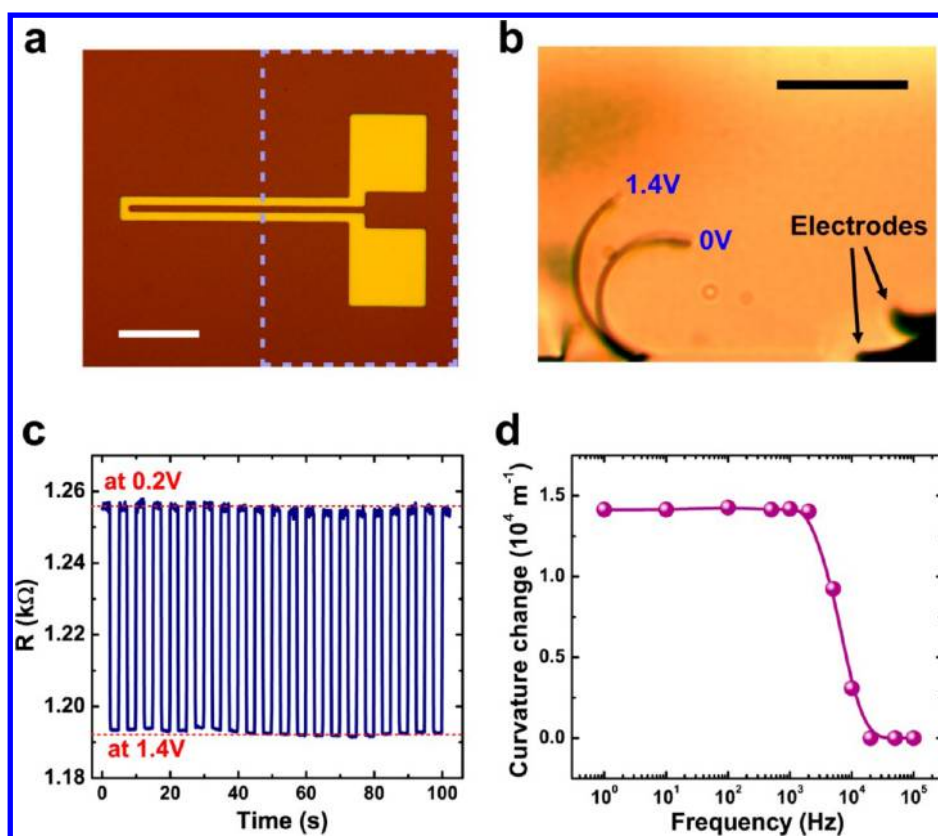 a
b
1.4V
0V
Electrodes
c
at 0.2V
at 1.4V
1.26
1.24
1.22
1.20
1.18
R (kΩ)
0 20 40 60 80 100
Time (s)
d
1.5
1.0
0.5
0.0
Curvature change (10⁴ m⁻¹)
10⁰ 10¹ 10² 10³ 10⁴ 10⁵
Frequency (Hz)